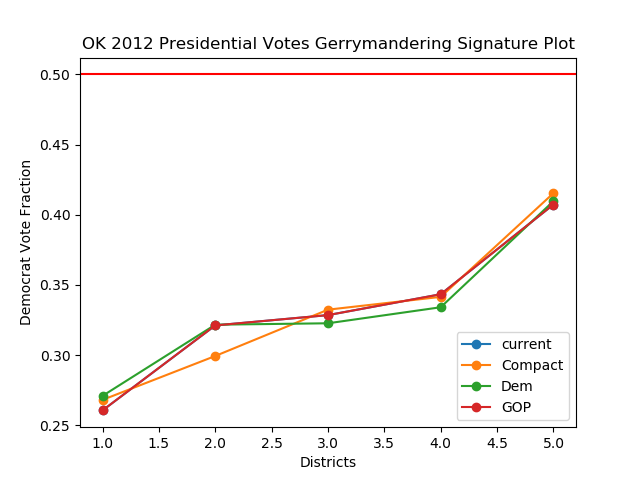 OK 2012 Presidential Votes Gerrymandering Signature Plot
0.50
0.45
0.40
0.35
0.30
0.25
Democrat Vote Fraction
current
Compact
Dem
GOP
1.0 1.5 2.0 2.5 3.0 3.5 4.0 4.5 5.0
Districts